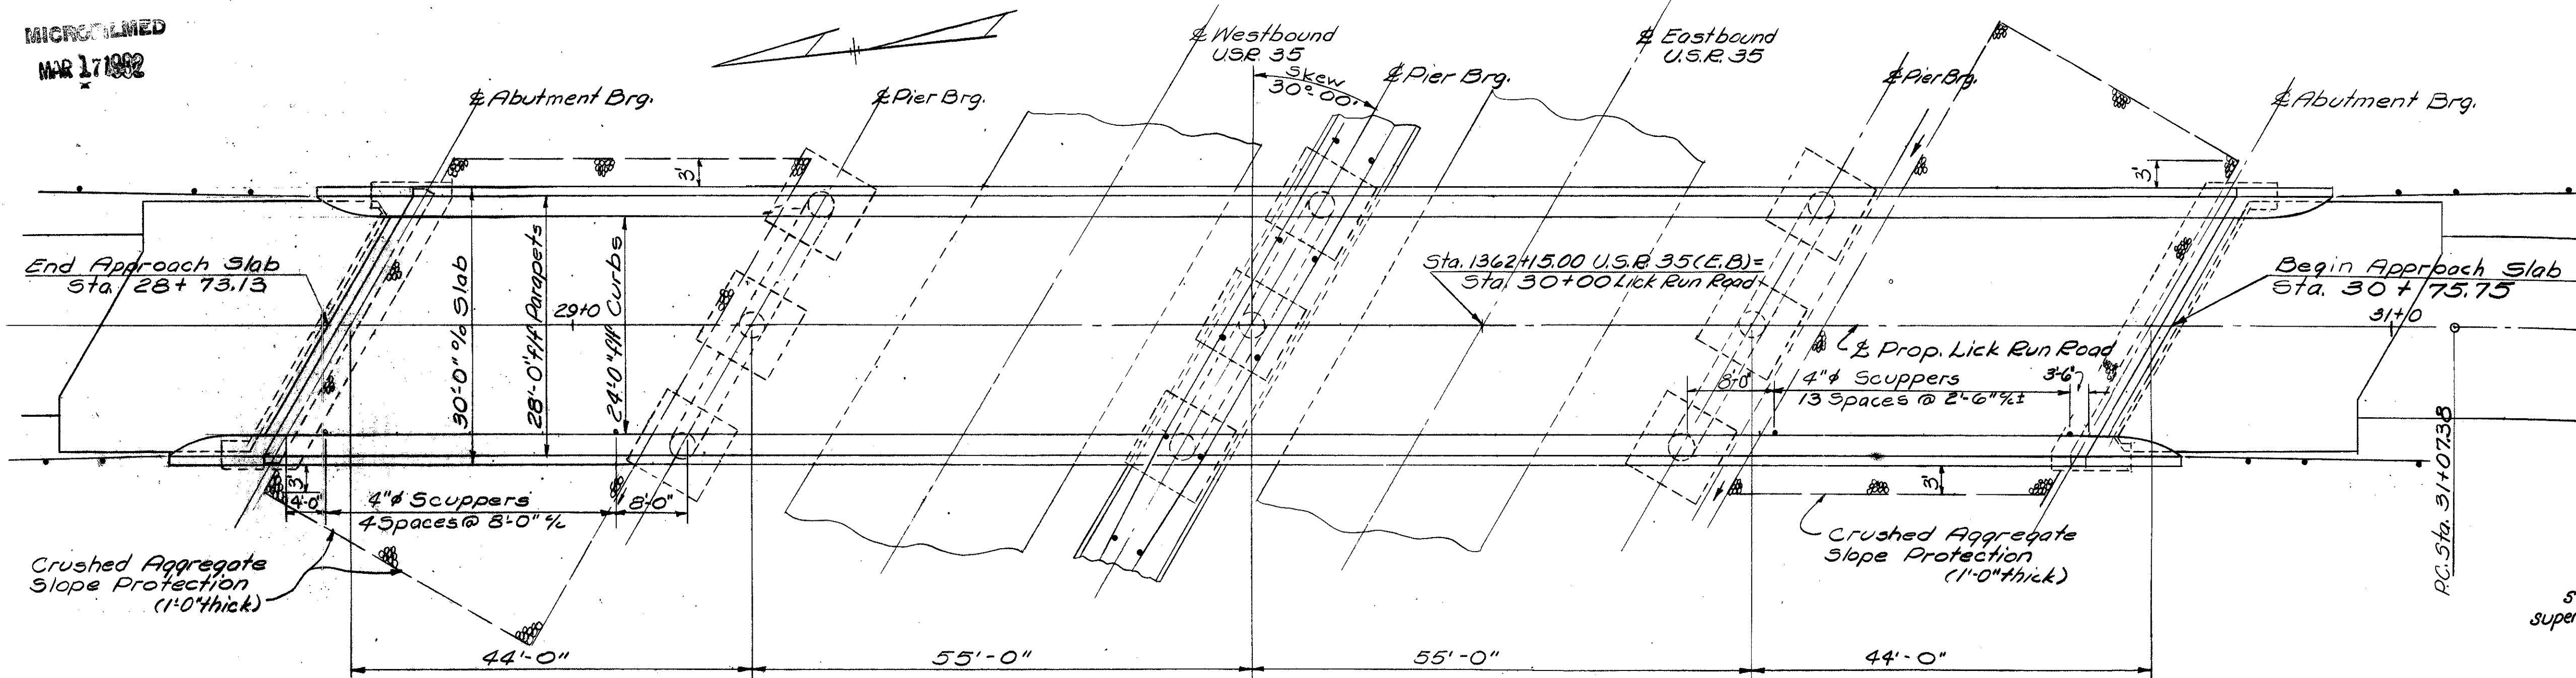 MICROFILMED
MAR 17 1982
℄ Westbound
U.S.R. 35
℄ Eastbound
U.S.R. 35
Skew
30°00'
℄ Abutment Brg.
℄ Pier Brg.
℄ Pier Brg.
℄ Pier Brg.
℄ Abutment Brg.
3'
3'
End Approach Slab
Sta. 28 + 73.13
30'-0" o/o Slab
28'-0" f/f Parapets
29+0
24'-0" f/f Curbs
Sta. 1362+15.00 U.S.R. 35 (E.B.)=
Sta. 30+00 Lick Run Road
Begin Approach Slab
Sta. 30 + 75.75
31+0
℄ Prop. Lick Run Road
8'-0"
4"φ Scuppers
13 Spaces @ 2'-6" c/c±
3'-6"
P.C. Sta. 31+07.38
3'
4'-0"
4"φ Scuppers
4 Spaces @ 8'-0" c/c
8'-0"
3'
Crushed Aggregate
Slope Protection
(1'-0" thick)
Crushed Aggregate
Slope Protection
(1'-0" thick)
S
super
44'-0"
55'-0"
55'-0"
44'-0"